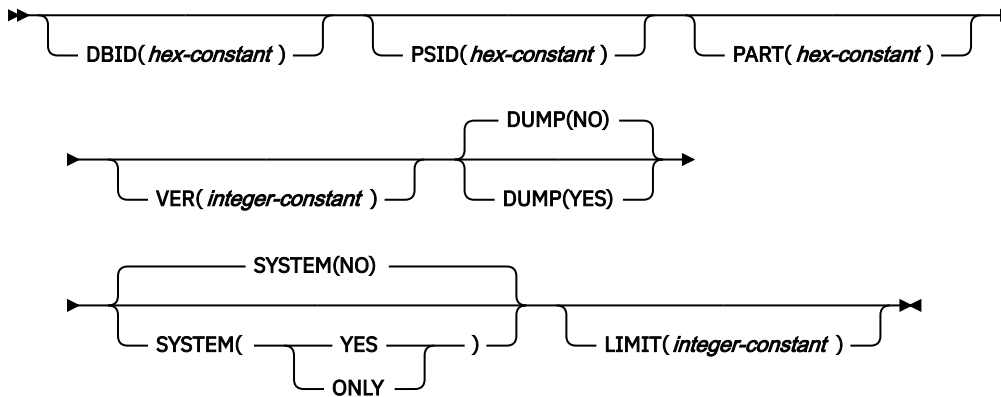 DBID( hex-constant ) PSID( hex-constant ) PART( hex-constant )
DUMP(NO)
VER( integer-constant ) DUMP(YES)
SYSTEM(NO)
SYSTEM( YES ) LIMIT( integer-constant )
ONLY